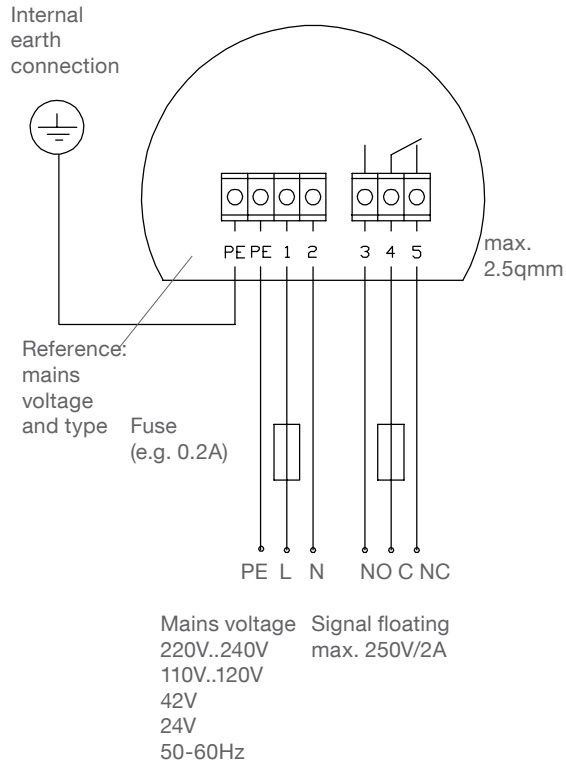 Internal
earth
connection
PE PE 1 2 3 4 5
max.
2.5qmm
Reference:
mains
voltage
and type
Fuse
(e.g. 0.2A)
PE L N NO C NC
Mains voltage
220V..240V
110V..120V
42V
24V
50-60Hz
Signal floating
max. 250V/2A